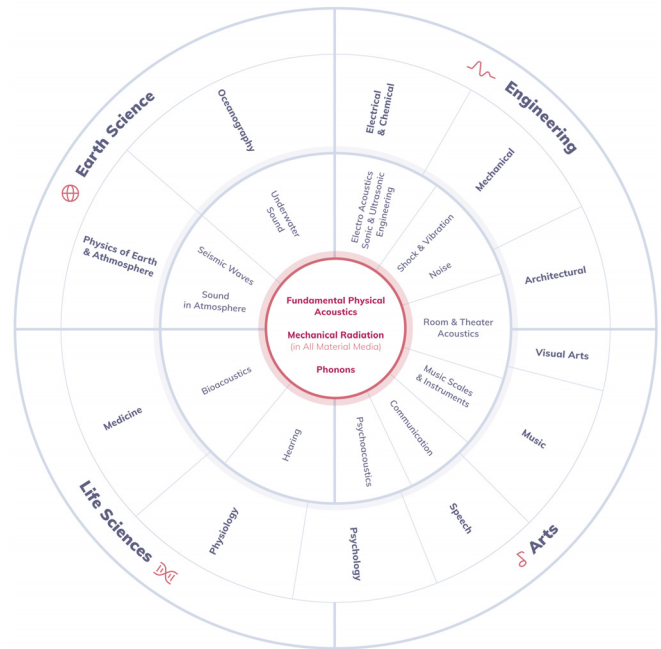 Earth Science
Engineering
Life Sciences
Arts
Oceanography
Physics of Earth
& Athmosphere
Electrical
& Chemical
Mechanical
Architectural
Visual Arts
Music
Speech
Psychology
Physiology
Medicine
Underwater
Sound
Seismic Waves
Sound
in Atmosphere
Electro Acoustics
Sonic & Ultrasonic
Engineering
Shock & Vibration
Noise
Room & Theater
Acoustics
Music Scales
& Instruments
Communication
Psychoacoustics
Hearing
Bioacoustics
Fundamental Physical
Acoustics
Mechanical Radiation
(in All Material Media)
Phonons